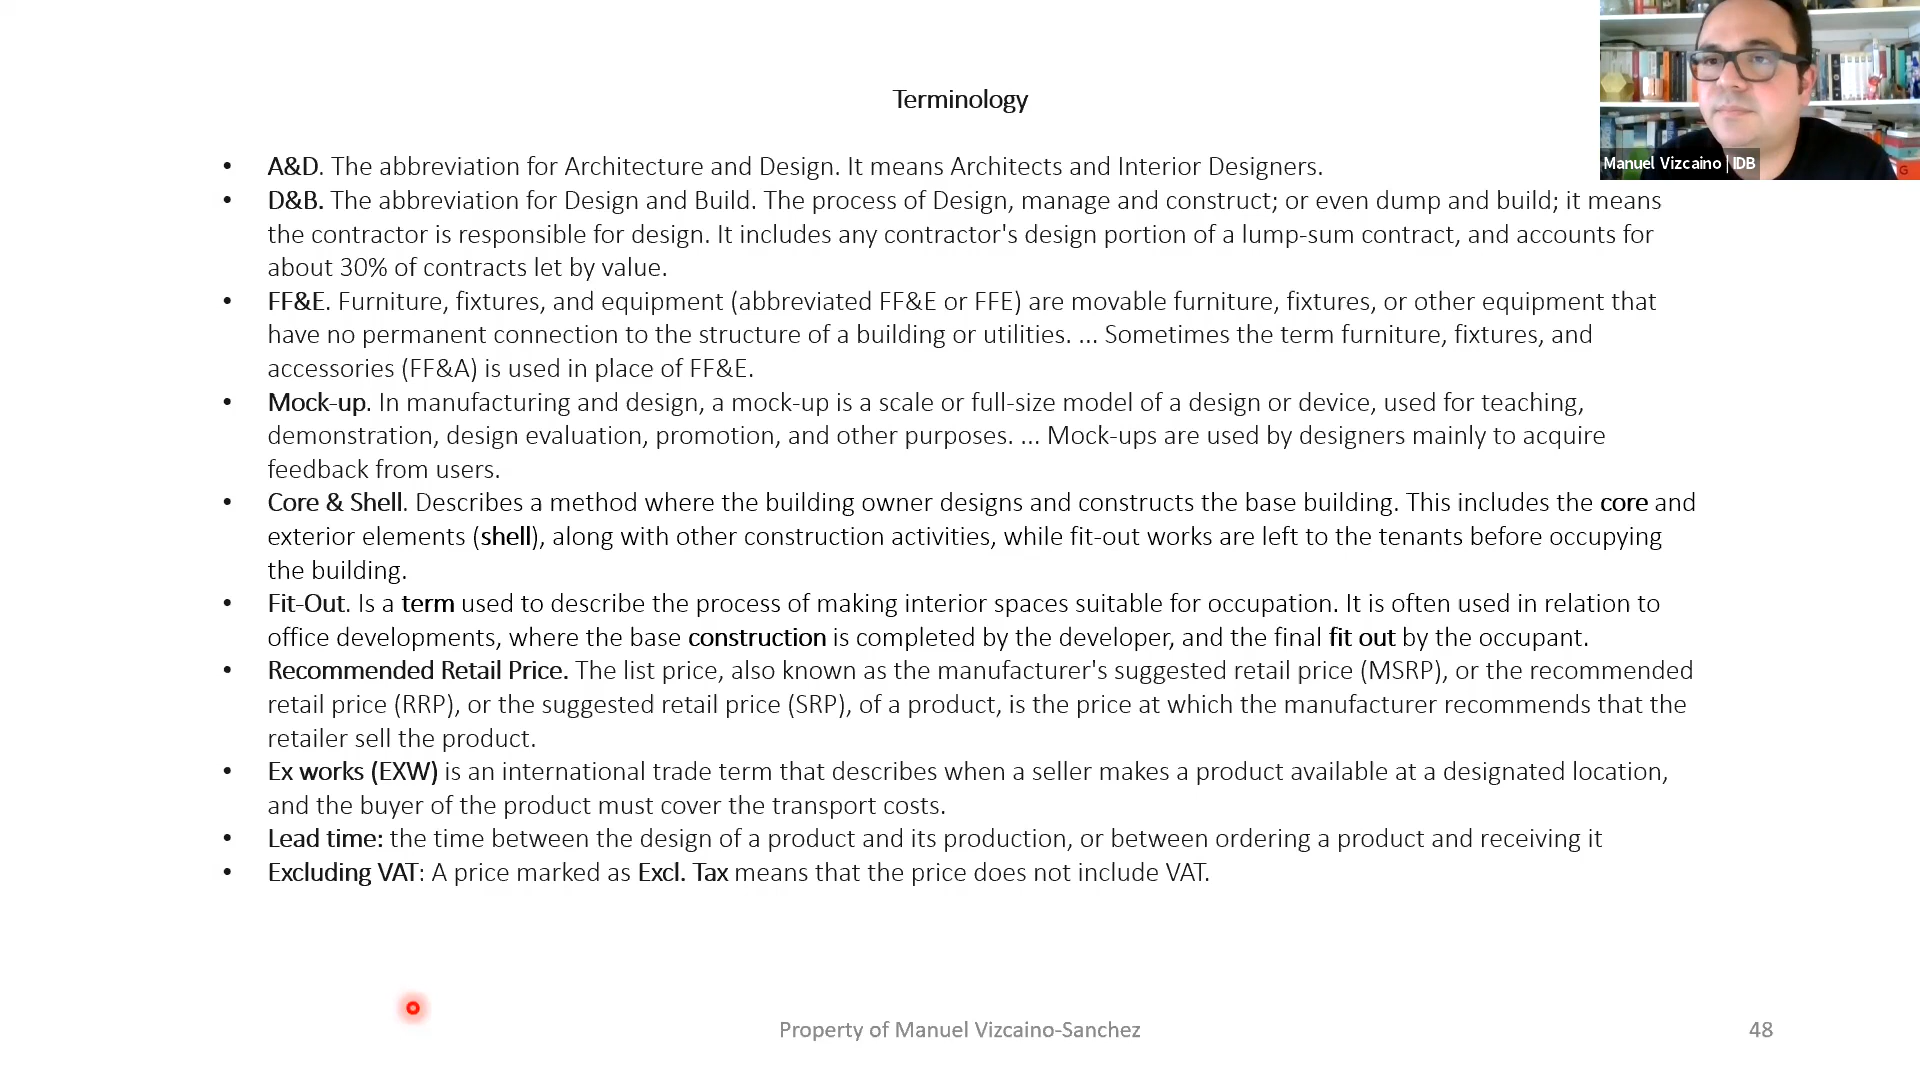 Terminology
Manuel Vizcaino | IDB
• A&D. The abbreviation for Architecture and Design. It means Architects and Interior Designers.
• D&B. The abbreviation for Design and Build. The process of Design, manage and construct; or even dump and build; it means
the contractor is responsible for design. It includes any contractor's design portion of a lump-sum contract, and accounts for
about 30% of contracts let by value.
• FF&E. Furniture, fixtures, and equipment (abbreviated FF&E or FFE) are movable furniture, fixtures, or other equipment that
have no permanent connection to the structure of a building or utilities. ... Sometimes the term furniture, fixtures, and
accessories (FF&A) is used in place of FF&E.
• Mock-up. In manufacturing and design, a mock-up is a scale or full-size model of a design or device, used for teaching,
demonstration, design evaluation, promotion, and other purposes. ... Mock-ups are used by designers mainly to acquire
feedback from users.
• Core & Shell. Describes a method where the building owner designs and constructs the base building. This includes the core and
exterior elements (shell), along with other construction activities, while fit-out works are left to the tenants before occupying
the building.
• Fit-Out. Is a term used to describe the process of making interior spaces suitable for occupation. It is often used in relation to
office developments, where the base construction is completed by the developer, and the final fit out by the occupant.
• Recommended Retail Price. The list price, also known as the manufacturer's suggested retail price (MSRP), or the recommended
retail price (RRP), or the suggested retail price (SRP), of a product, is the price at which the manufacturer recommends that the
retailer sell the product.
• Ex works (EXW) is an international trade term that describes when a seller makes a product available at a designated location,
and the buyer of the product must cover the transport costs.
• Lead time: the time between the design of a product and its production, or between ordering a product and receiving it
• Excluding VAT: A price marked as Excl. Tax means that the price does not include VAT.
Property of Manuel Vizcaino-Sanchez
48